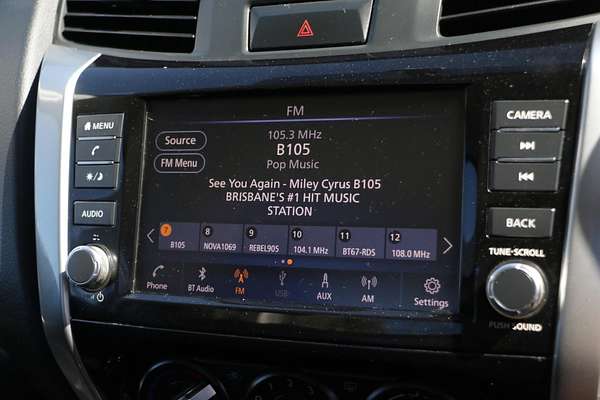 FM
Source
FM Menu
105.3 MHz
B105
Pop Music
See You Again - Miley Cyrus B105
BRISBANE'S #1 HIT MUSIC
STATION
7 8 9 10 11 12
B105 NOVA1069 REBEL905 104.1 MHz BT67-RDS 108.0 MHz
Phone BT Audio FM USB AUX AM Settings
MENU
AUDIO
CAMERA
BACK
TUNE-SCROLL
PUSH SOUND